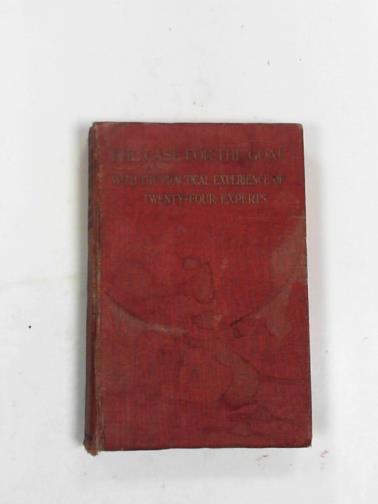 THE CASE FOR THE GOAT
WITH THE PRACTICAL EXPERIENCE OF
TWENTY-FOUR EXPERTS